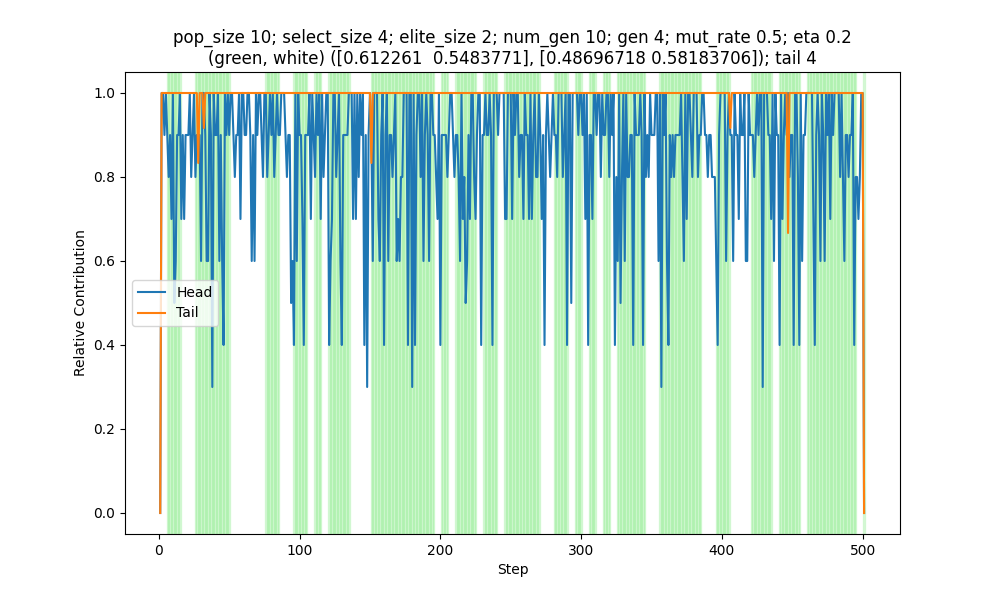 pop_size 10; select_size 4; elite_size 2; num_gen 10; gen 4; mut_rate 0.5; eta 0.2
(green, white) ([0.612261  0.5483771], [0.48696718 0.58183706]); tail 4
1.0
0.8
0.6
0.4
0.2
0.0
Relative Contribution
Head
Tail
0
100
200
300
400
500
Step